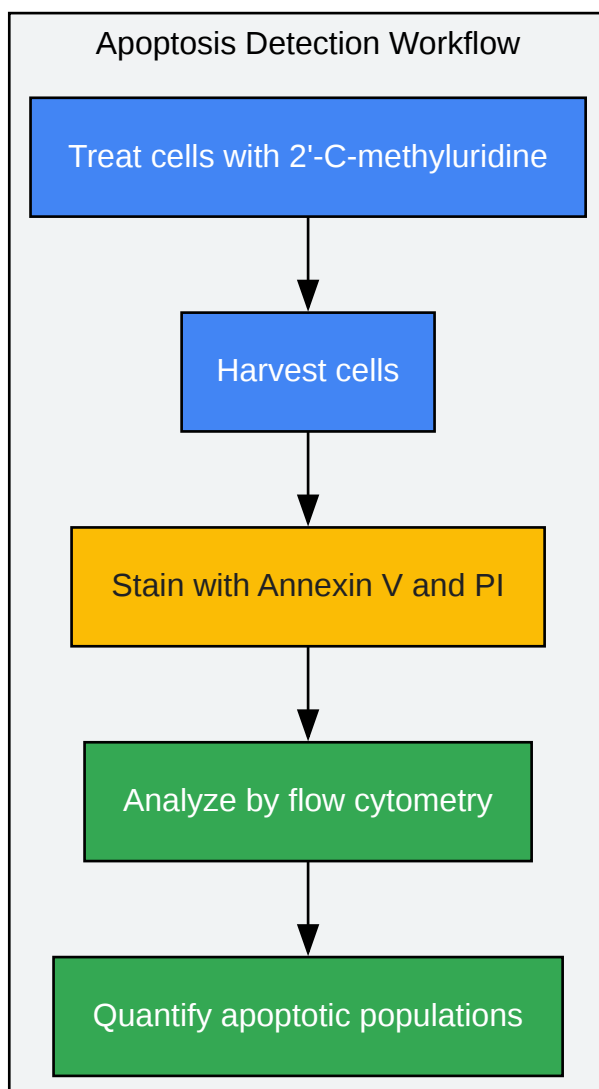 Apoptosis Detection Workflow
Treat cells with 2'-C-methyluridine
Harvest cells
Stain with Annexin V and PI
Analyze by flow cytometry
Quantify apoptotic populations